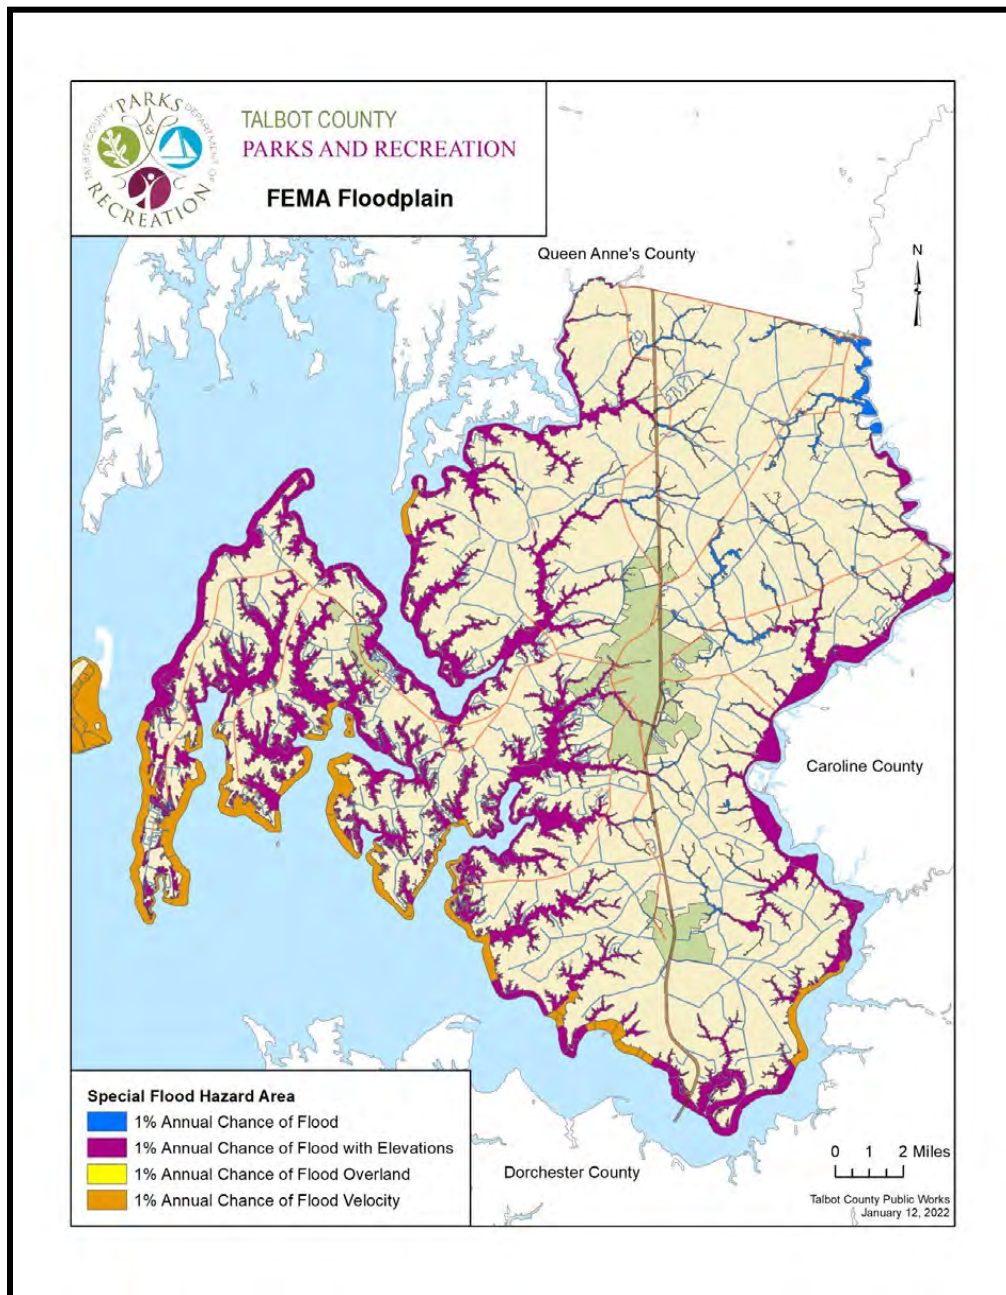 TALBOT COUNTY DEPARTMENT OF
PARKS
&
RECREATION
TALBOT COUNTY
PARKS AND RECREATION
FEMA Floodplain
Queen Anne's County
N
Caroline County
Special Flood Hazard Area
1% Annual Chance of Flood
1% Annual Chance of Flood with Elevations
1% Annual Chance of Flood Overland
1% Annual Chance of Flood Velocity
Dorchester County
0 1 2 Miles
Talbot County Public Works
January 12, 2022